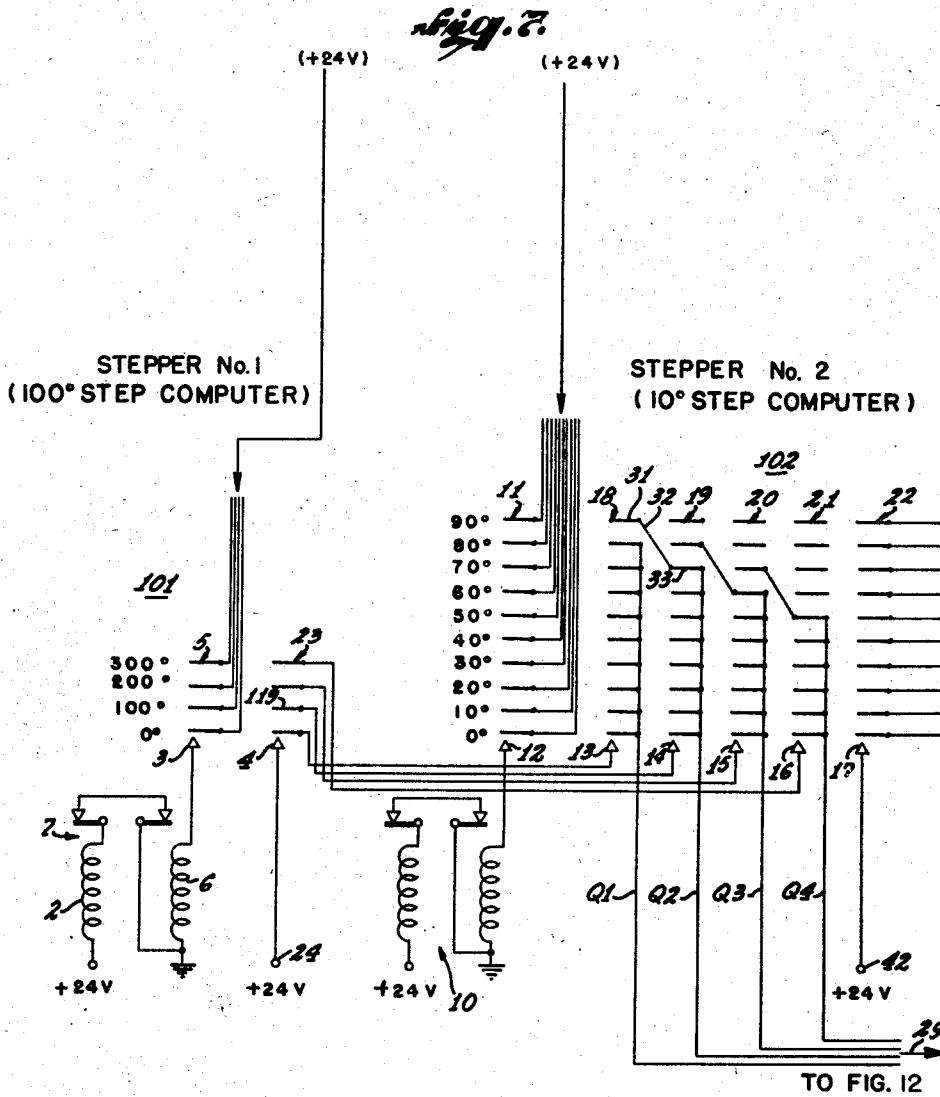 Fig. 7.
(+24V)
(+24V)
STEPPER No. 1
(100° STEP COMPUTER)
STEPPER No. 2
(10° STEP COMPUTER)
102
11
18
31
32
19
20
21
22
90°
80°
70°
33
60°
50°
40°
30°
20°
10°
0°
101
5
23
300°
200°
119
100°
0°
3
4
12
13
14
15
16
17
7
2
6
Q1
Q2
Q3
Q4
24
42
+24V
+24V
+24V
10
+24V
29
TO FIG. 12